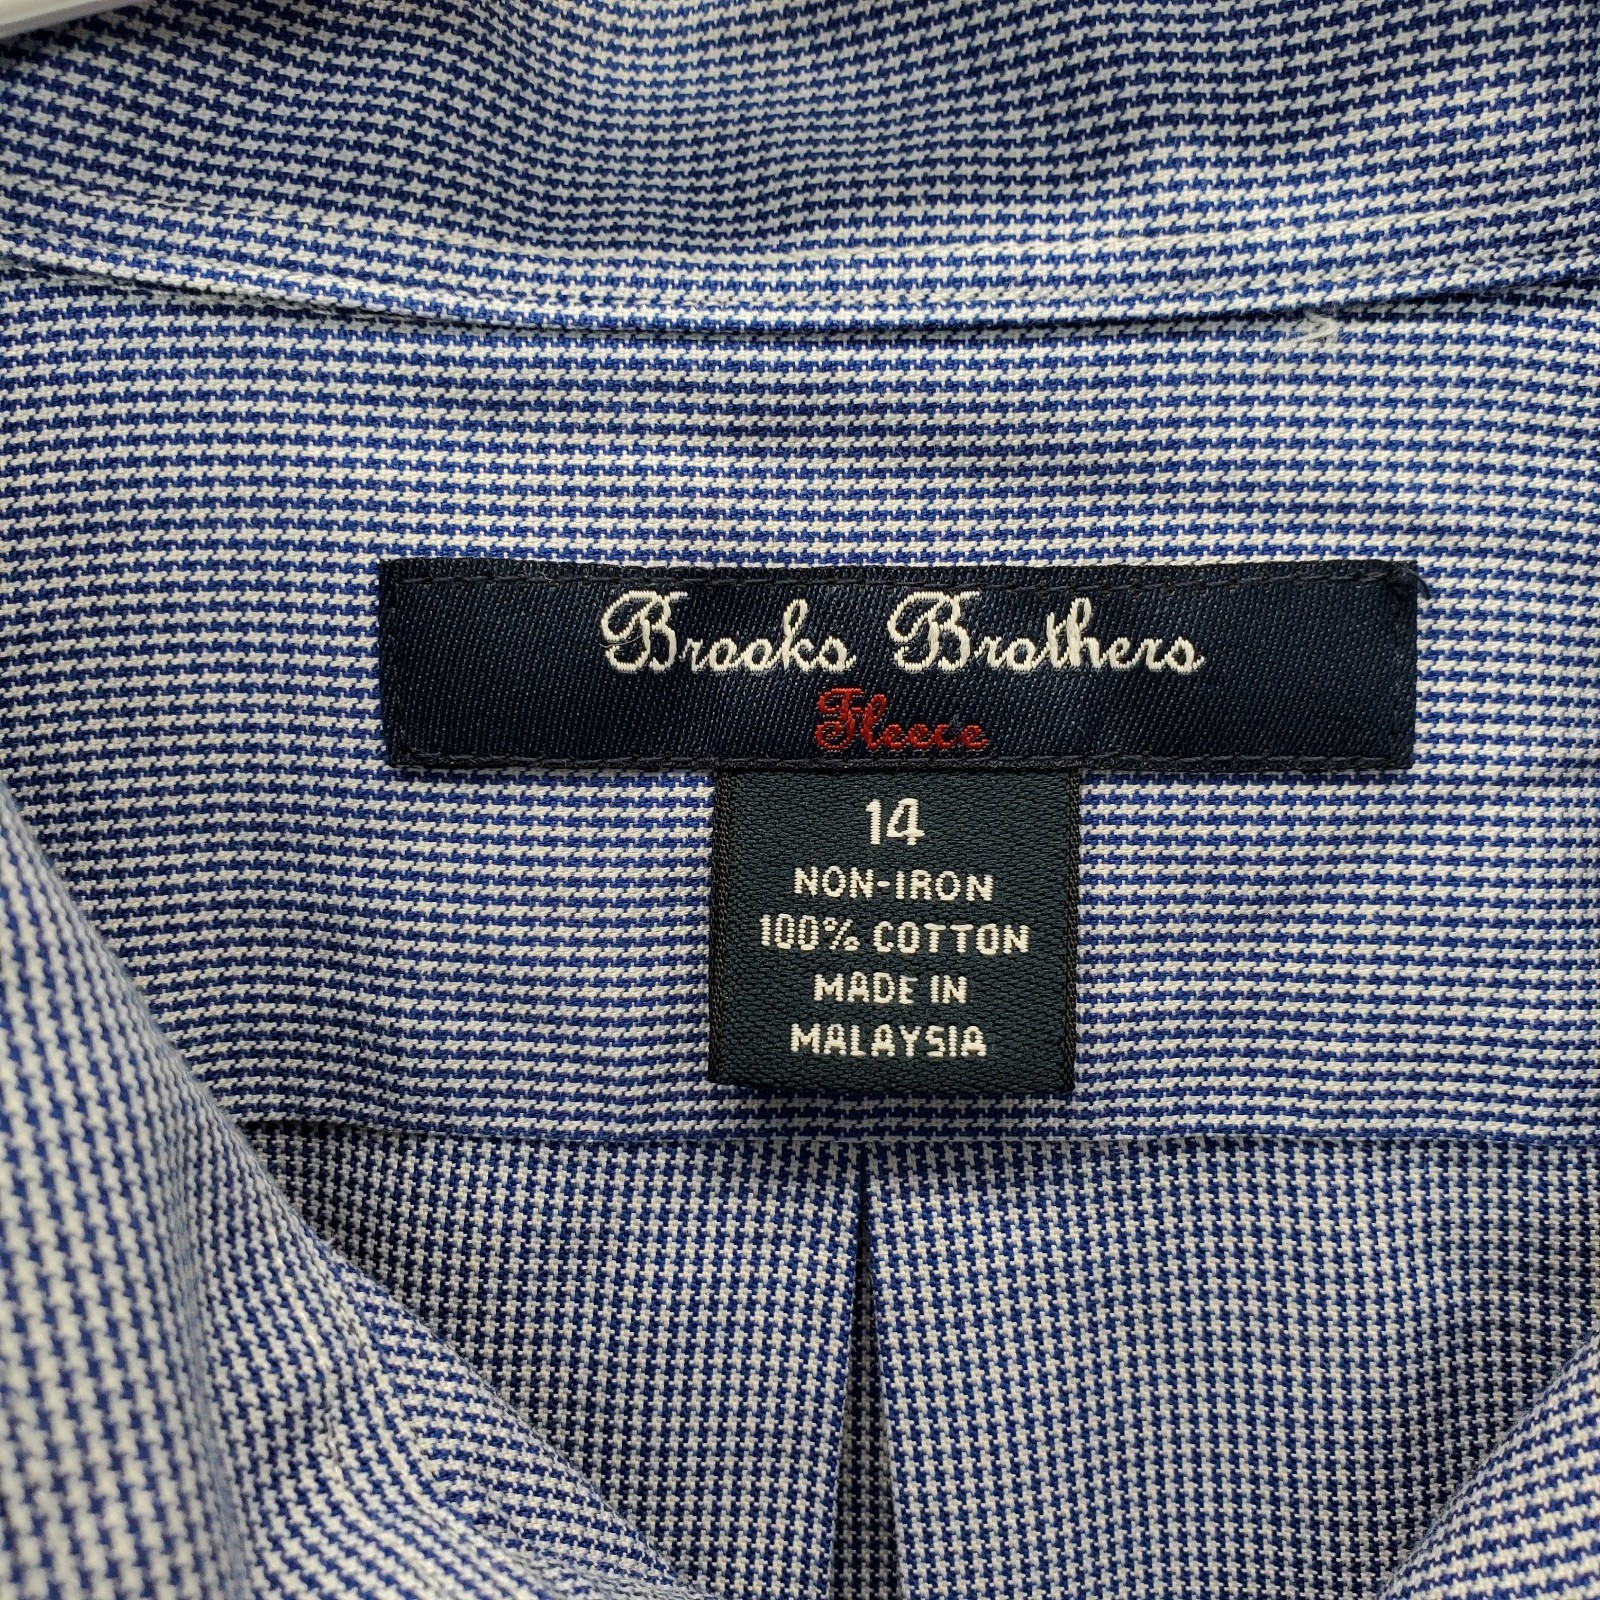 Brooks Brothers
Fleece
14
NON-IRON
100% COTTON
MADE IN
MALAYSIA